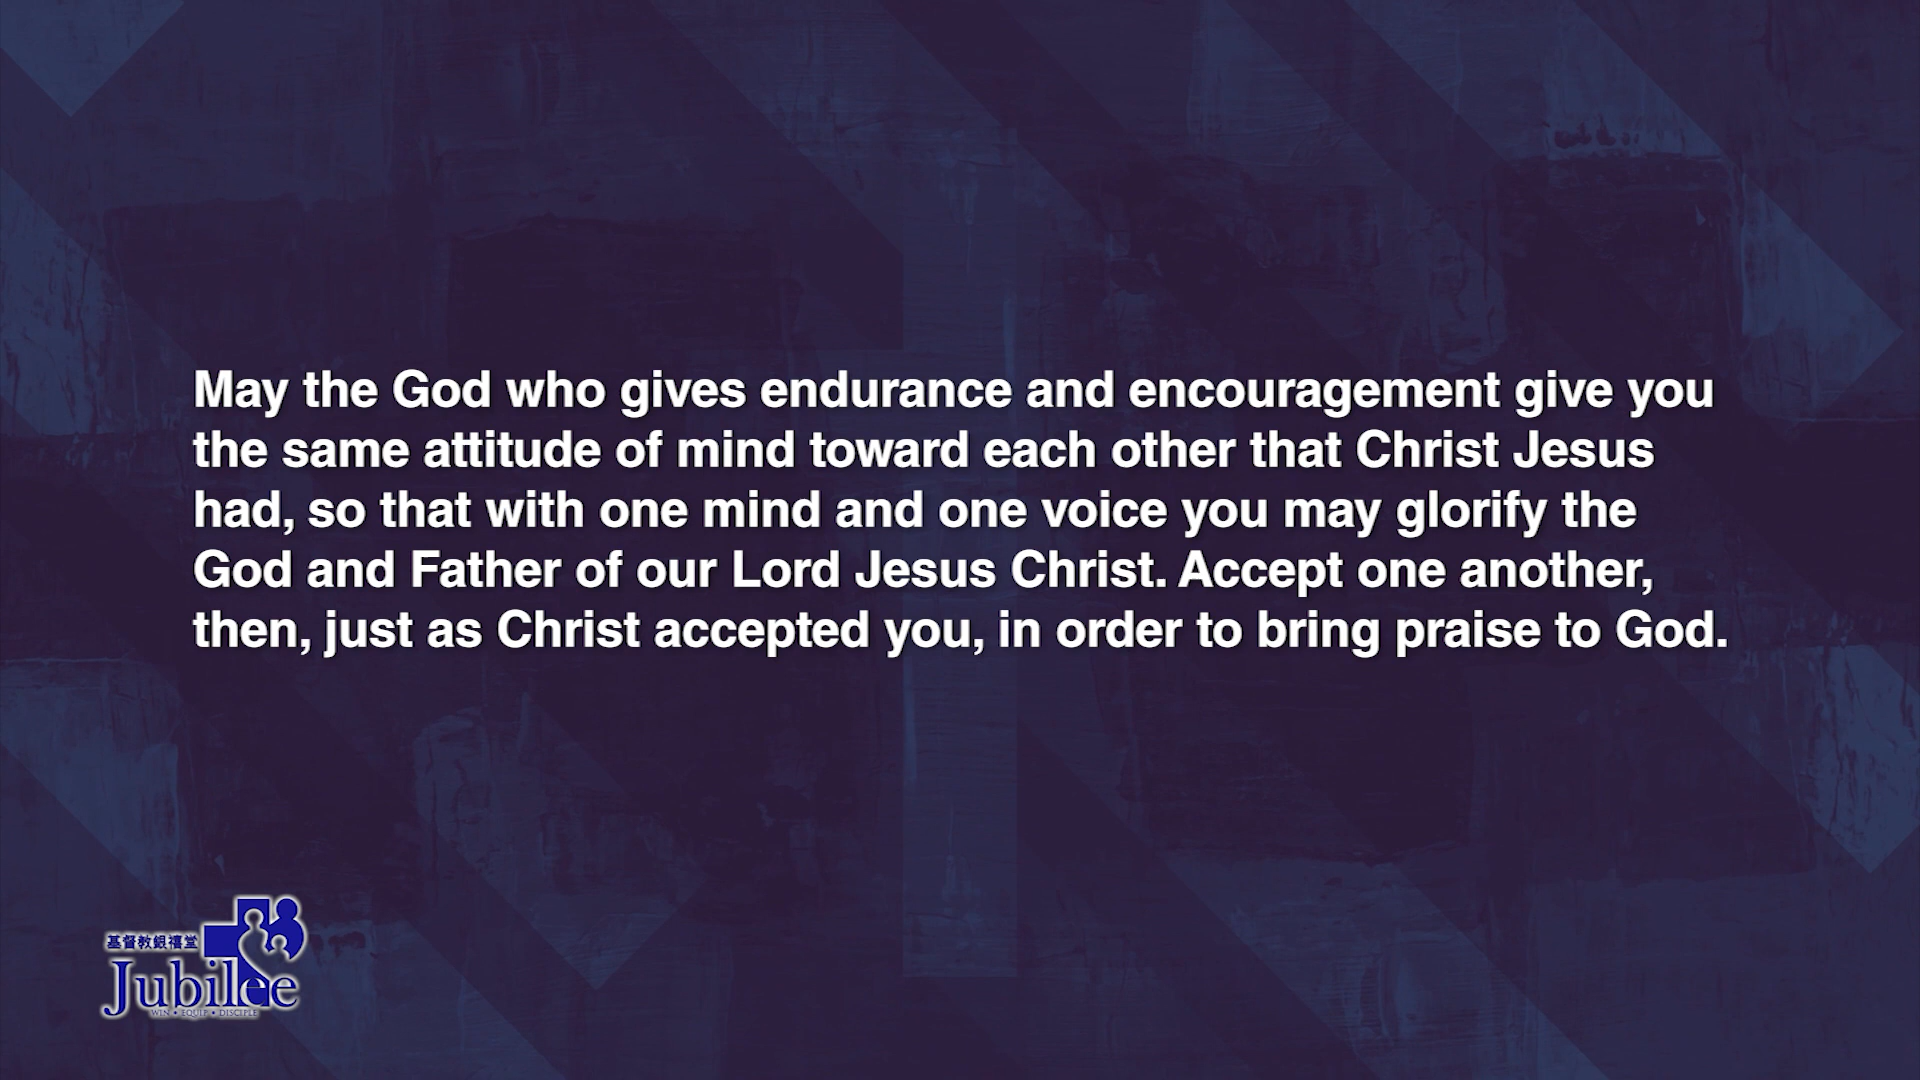 May the God who gives endurance and encouragement give you
the same attitude of mind toward each other that Christ Jesus
had, so that with one mind and one voice you may glorify the
God and Father of our Lord Jesus Christ. Accept one another,
then, just as Christ accepted you, in order to bring praise to God.
基督教銀禧堂
Jubilee
WIN • EQUIP • DISCIPLE